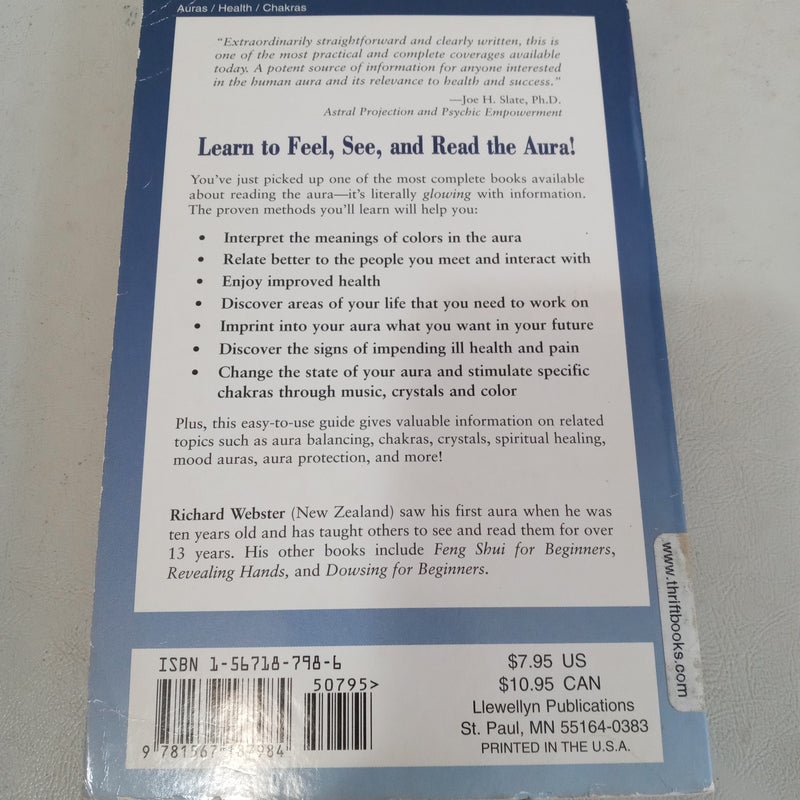 Auras / Health / Chakras
“Extraordinarily straightforward and clearly written, this is
one of the most practical and complete coverages available
today. A potent source of information for anyone interested
in the human aura and its relevance to health and success.”
—Joe H. Slate, Ph.D.
Astral Projection and Psychic Empowerment
Learn to Feel, See, and Read the Aura!
You’ve just picked up one of the most complete books available
about reading the aura—it’s literally glowing with information.
The proven methods you’ll learn will help you:
• Interpret the meanings of colors in the aura
• Relate better to the people you meet and interact with
• Enjoy improved health
• Discover areas of your life that you need to work on
• Imprint into your aura what you want in your future
• Discover the signs of impending ill health and pain
• Change the state of your aura and stimulate specific
chakras through music, crystals and color
Plus, this easy-to-use guide gives valuable information on related
topics such as aura balancing, chakras, crystals, spiritual healing,
mood auras, aura protection, and more!
Richard Webster (New Zealand) saw his first aura when he was
ten years old and has taught others to see and read them for over
13 years. His other books include Feng Shui for Beginners,
Revealing Hands, and Dowsing for Beginners.
www.thriftbooks.com
ISBN 1-56718-798-6
50795>
9 781567 187984
$7.95 US
$10.95 CAN
Llewellyn Publications
St. Paul, MN 55164-0383
PRINTED IN THE U.S.A.